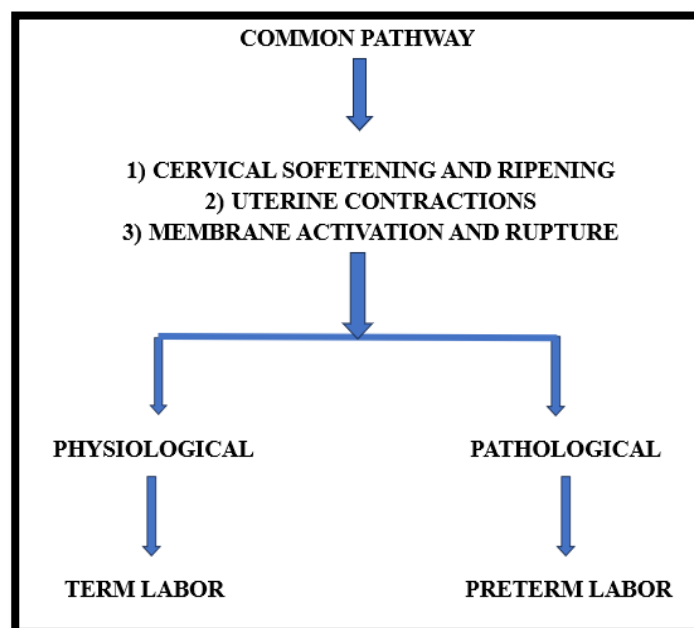 COMMON PATHWAY
1) CERVICAL SOFETENING AND RIPENING
2) UTERINE CONTRACTIONS
3) MEMBRANE ACTIVATION AND RUPTURE
PHYSIOLOGICAL
PATHOLOGICAL
TERM LABOR
PRETERM LABOR